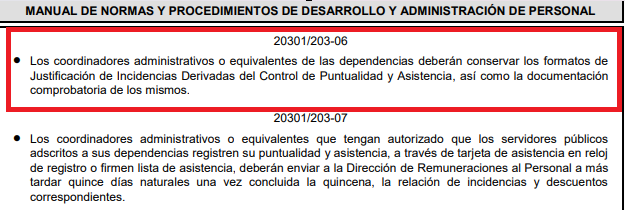 MANUAL DE NORMAS Y PROCEDIMIENTOS DE DESARROLLO Y ADMINISTRACIÓN DE PERSONAL
20301/203-06
● Los coordinadores administrativos o equivalentes de las dependencias deberán conservar los formatos de
Justificación de Incidencias Derivadas del Control de Puntualidad y Asistencia, así como la documentación
comprobatoria de los mismos.
20301/203-07
● Los coordinadores administrativos o equivalentes que tengan autorizado que los servidores públicos
adscritos a sus dependencias registren su puntualidad y asistencia, a través de tarjeta de asistencia en reloj
de registro o firmen lista de asistencia, deberán enviar a la Dirección de Remuneraciones al Personal a más
tardar quince días naturales una vez concluida la quincena, la relación de incidencias y descuentos
correspondientes.